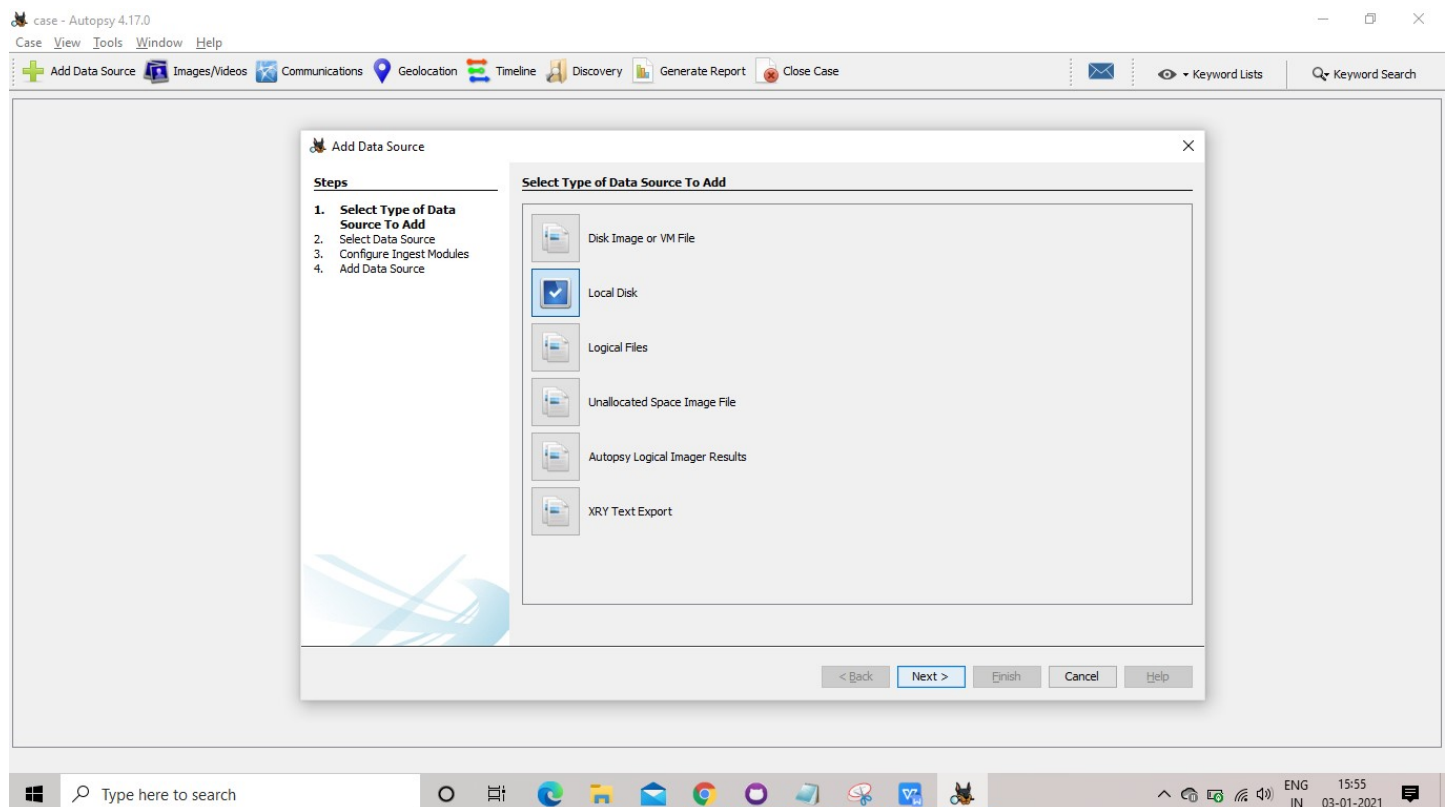 case - Autopsy 4.17.0
Case View Tools Window Help
Add Data Source Images/Videos Communications Geolocation Timeline Discovery Generate Report Close Case Keyword Lists Keyword Search
Add Data Source
Steps
1. Select Type of Data
Source To Add
2. Select Data Source
3. Configure Ingest Modules
4. Add Data Source
Select Type of Data Source To Add
Disk Image or VM File
Local Disk
Logical Files
Unallocated Space Image File
Autopsy Logical Imager Results
XRY Text Export
< Back Next > Finish Cancel Help
Type here to search
ENG 15:55
IN 03-01-2021